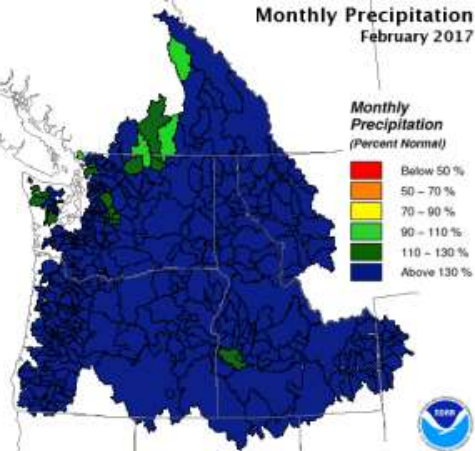 Monthly Precipitation
February 2017
Monthly
Precipitation
(Percent Normal)
Below 50 %
50 – 70 %
70 – 90 %
90 – 110 %
110 – 130 %
Above 130 %
NOAA